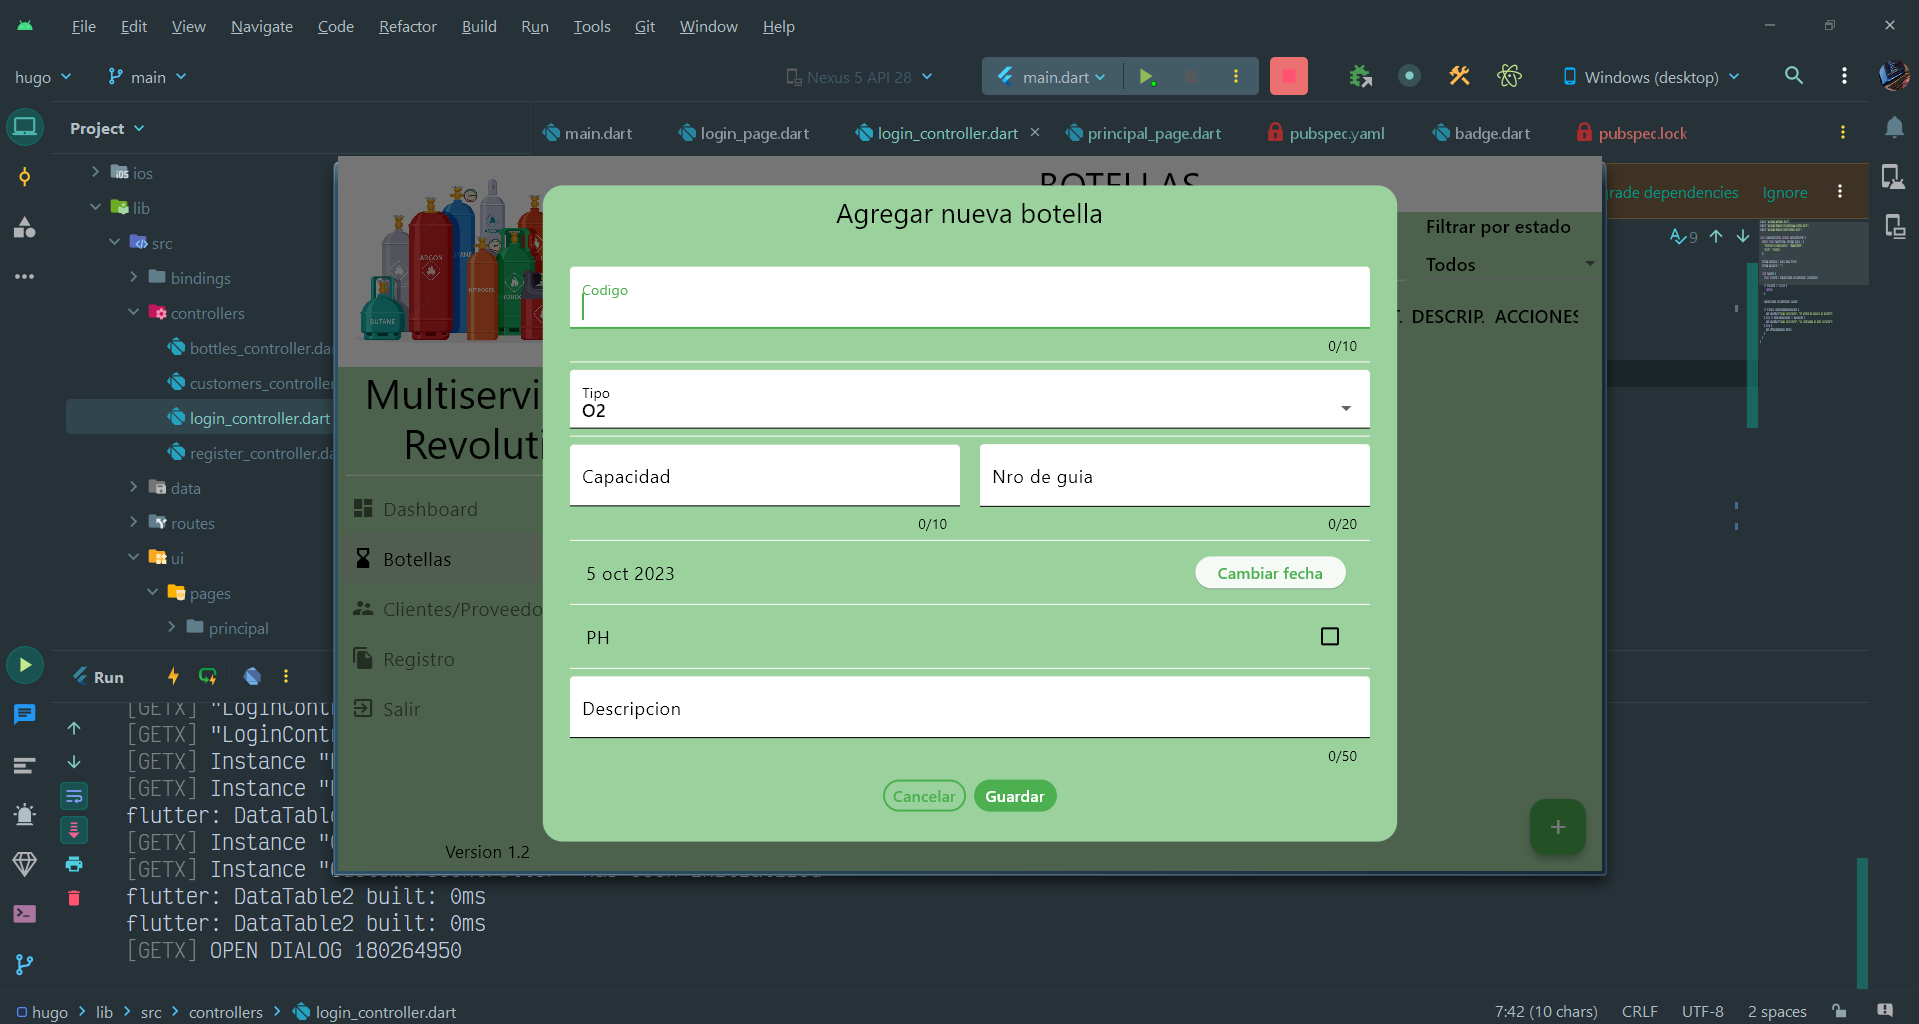 File Edit View Navigate Code Refactor Build Run Tools Git Window Help
hugo main Nexus 5 API 28 main.dart Windows (desktop)
Project
main.dart login_page.dart login_controller.dart principal_page.dart pubspec.yaml badge.dart pubspec.lock
ios
lib
src
bindings
controllers
bottles_controller.da
customers_controlle
login_controller.dart
register_controller.da
data
routes
ui
pages
principal
rade dependencies Ignore
9
BOTELLAS
Filtrar por estado
Todos
T. DESCRIP. ACCIONES
ARGON
BUTANE
Multiservi
Revoluti
Dashboard
Botellas
Clientes/Proveedo
Registro
Salir
Version 1.2
Agregar nueva botella
Codigo
0/10
Tipo
O2
Capacidad
0/10
Nro de guia
0/20
5 oct 2023
Cambiar fecha
PH
Descripcion
0/50
Cancelar Guardar
+
Run
[GETX] "LoginCont
[GETX] "LoginCont
[GETX] Instance "
[GETX] Instance "
flutter: DataTabl
[GETX] Instance "
[GETX] Instance "
flutter: DataTable2 built: 0ms
flutter: DataTable2 built: 0ms
[GETX] OPEN DIALOG 180264950
hugo lib src controllers login_controller.dart
7:42 (10 chars) CRLF UTF-8 2 spaces